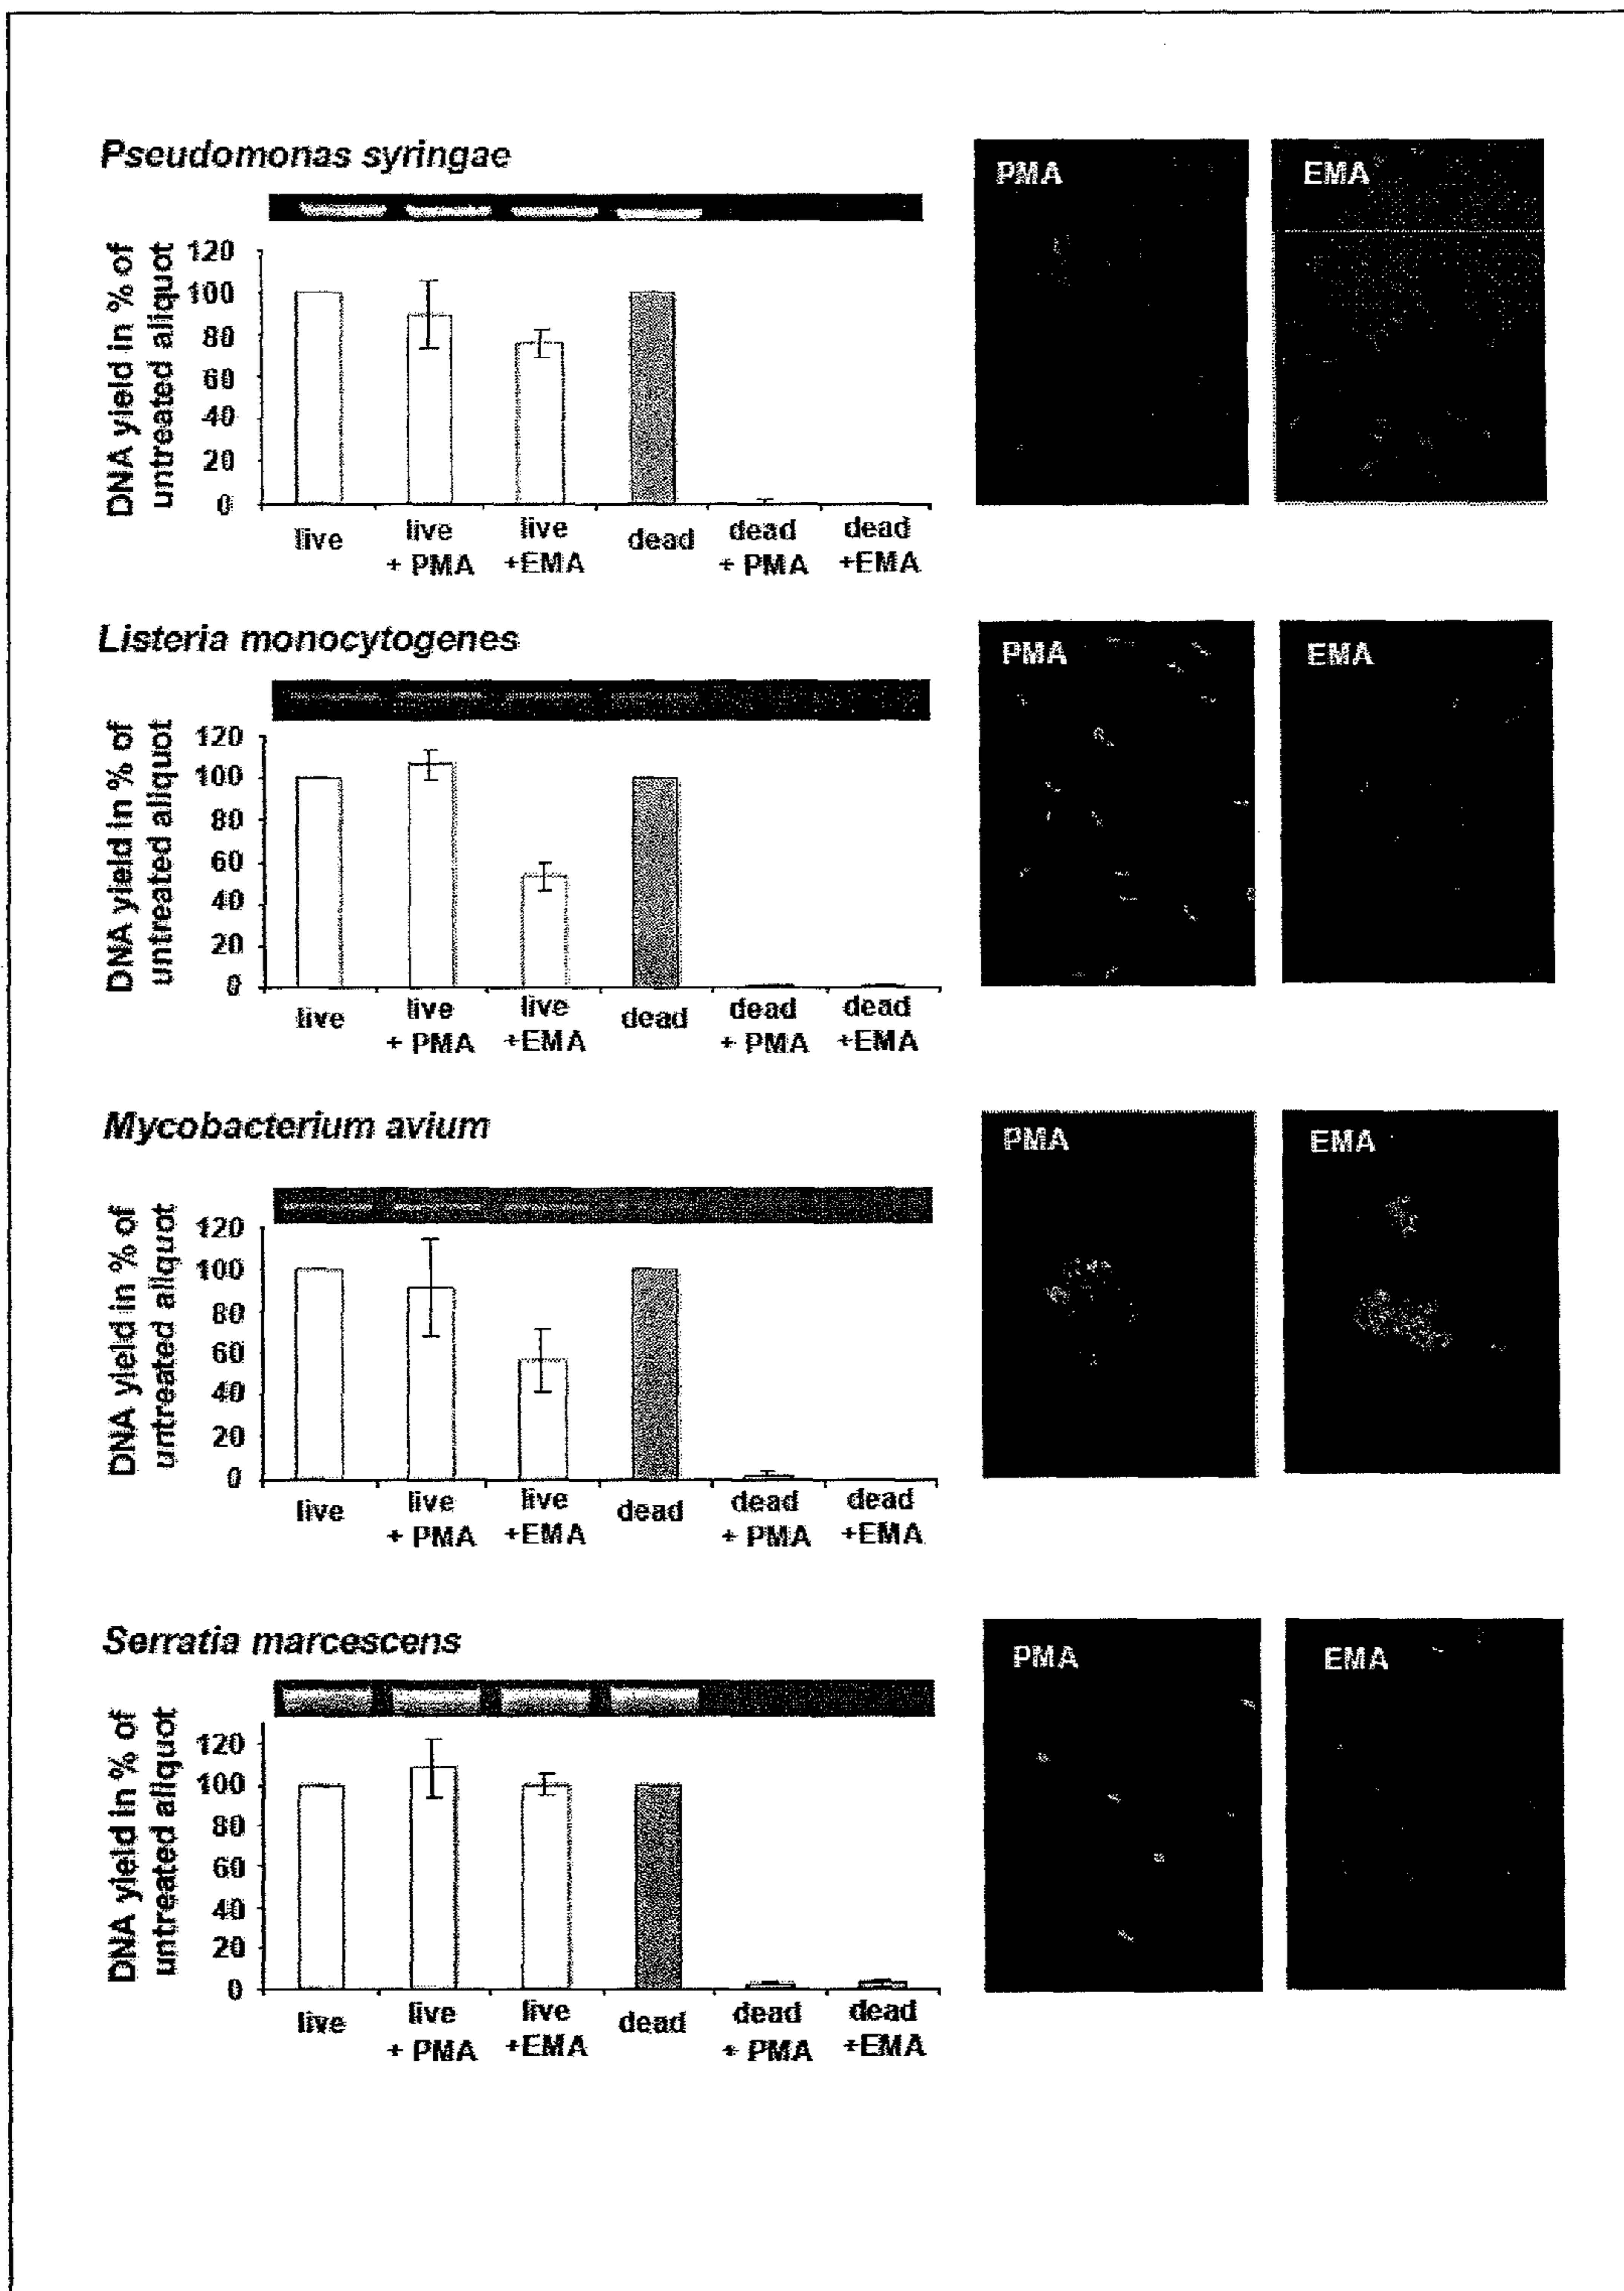 Pseudomonas syringae
PMA
EMA
DNA yield in % of
untreated aliquot
120
100
80
60
40
20
0
live
live
+ PMA
live
+EMA
dead
dead
+ PMA
dead
+EMA
Listeria monocytogenes
PMA
EMA
DNA yield in % of
untreated aliquot
120
100
80
60
40
20
0
live
live
+ PMA
live
+EMA
dead
dead
+ PMA
dead
+EMA
Mycobacterium avium
PMA
EMA
DNA yield in % of
untreated aliquot
120
100
80
60
40
20
0
live
live
+ PMA
live
+EMA
dead
dead
+ PMA
dead
+EMA
Serratia marcescens
PMA
EMA
DNA yield in % of
untreated aliquot
120
100
80
60
40
20
0
live
live
+ PMA
live
+EMA
dead
dead
+ PMA
dead
+EMA